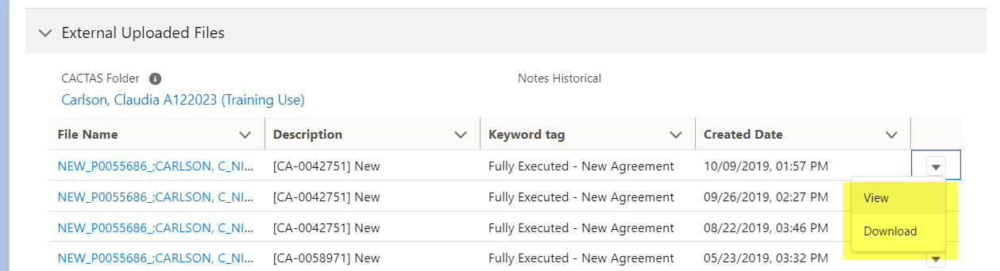 External Uploaded Files
CACTAS Folder Notes Historical
Carlson, Claudia A122023 (Training Use)
File Name Description Keyword tag Created Date
NEW_P0055686_;CARLSON, C_NI... [CA-0042751] New Fully Executed - New Agreement 10/09/2019, 01:57 PM
NEW_P0055686_;CARLSON, C_NI... [CA-0042751] New Fully Executed - New Agreement 09/26/2019, 02:27 PM View
NEW_P0055686_;CARLSON, C_NI... [CA-0042751] New Fully Executed - New Agreement 08/22/2019, 03:46 PM Download
NEW_P0055686_;CARLSON, C_NI... [CA-0058971] New Fully Executed - New Agreement 05/23/2019, 03:32 PM